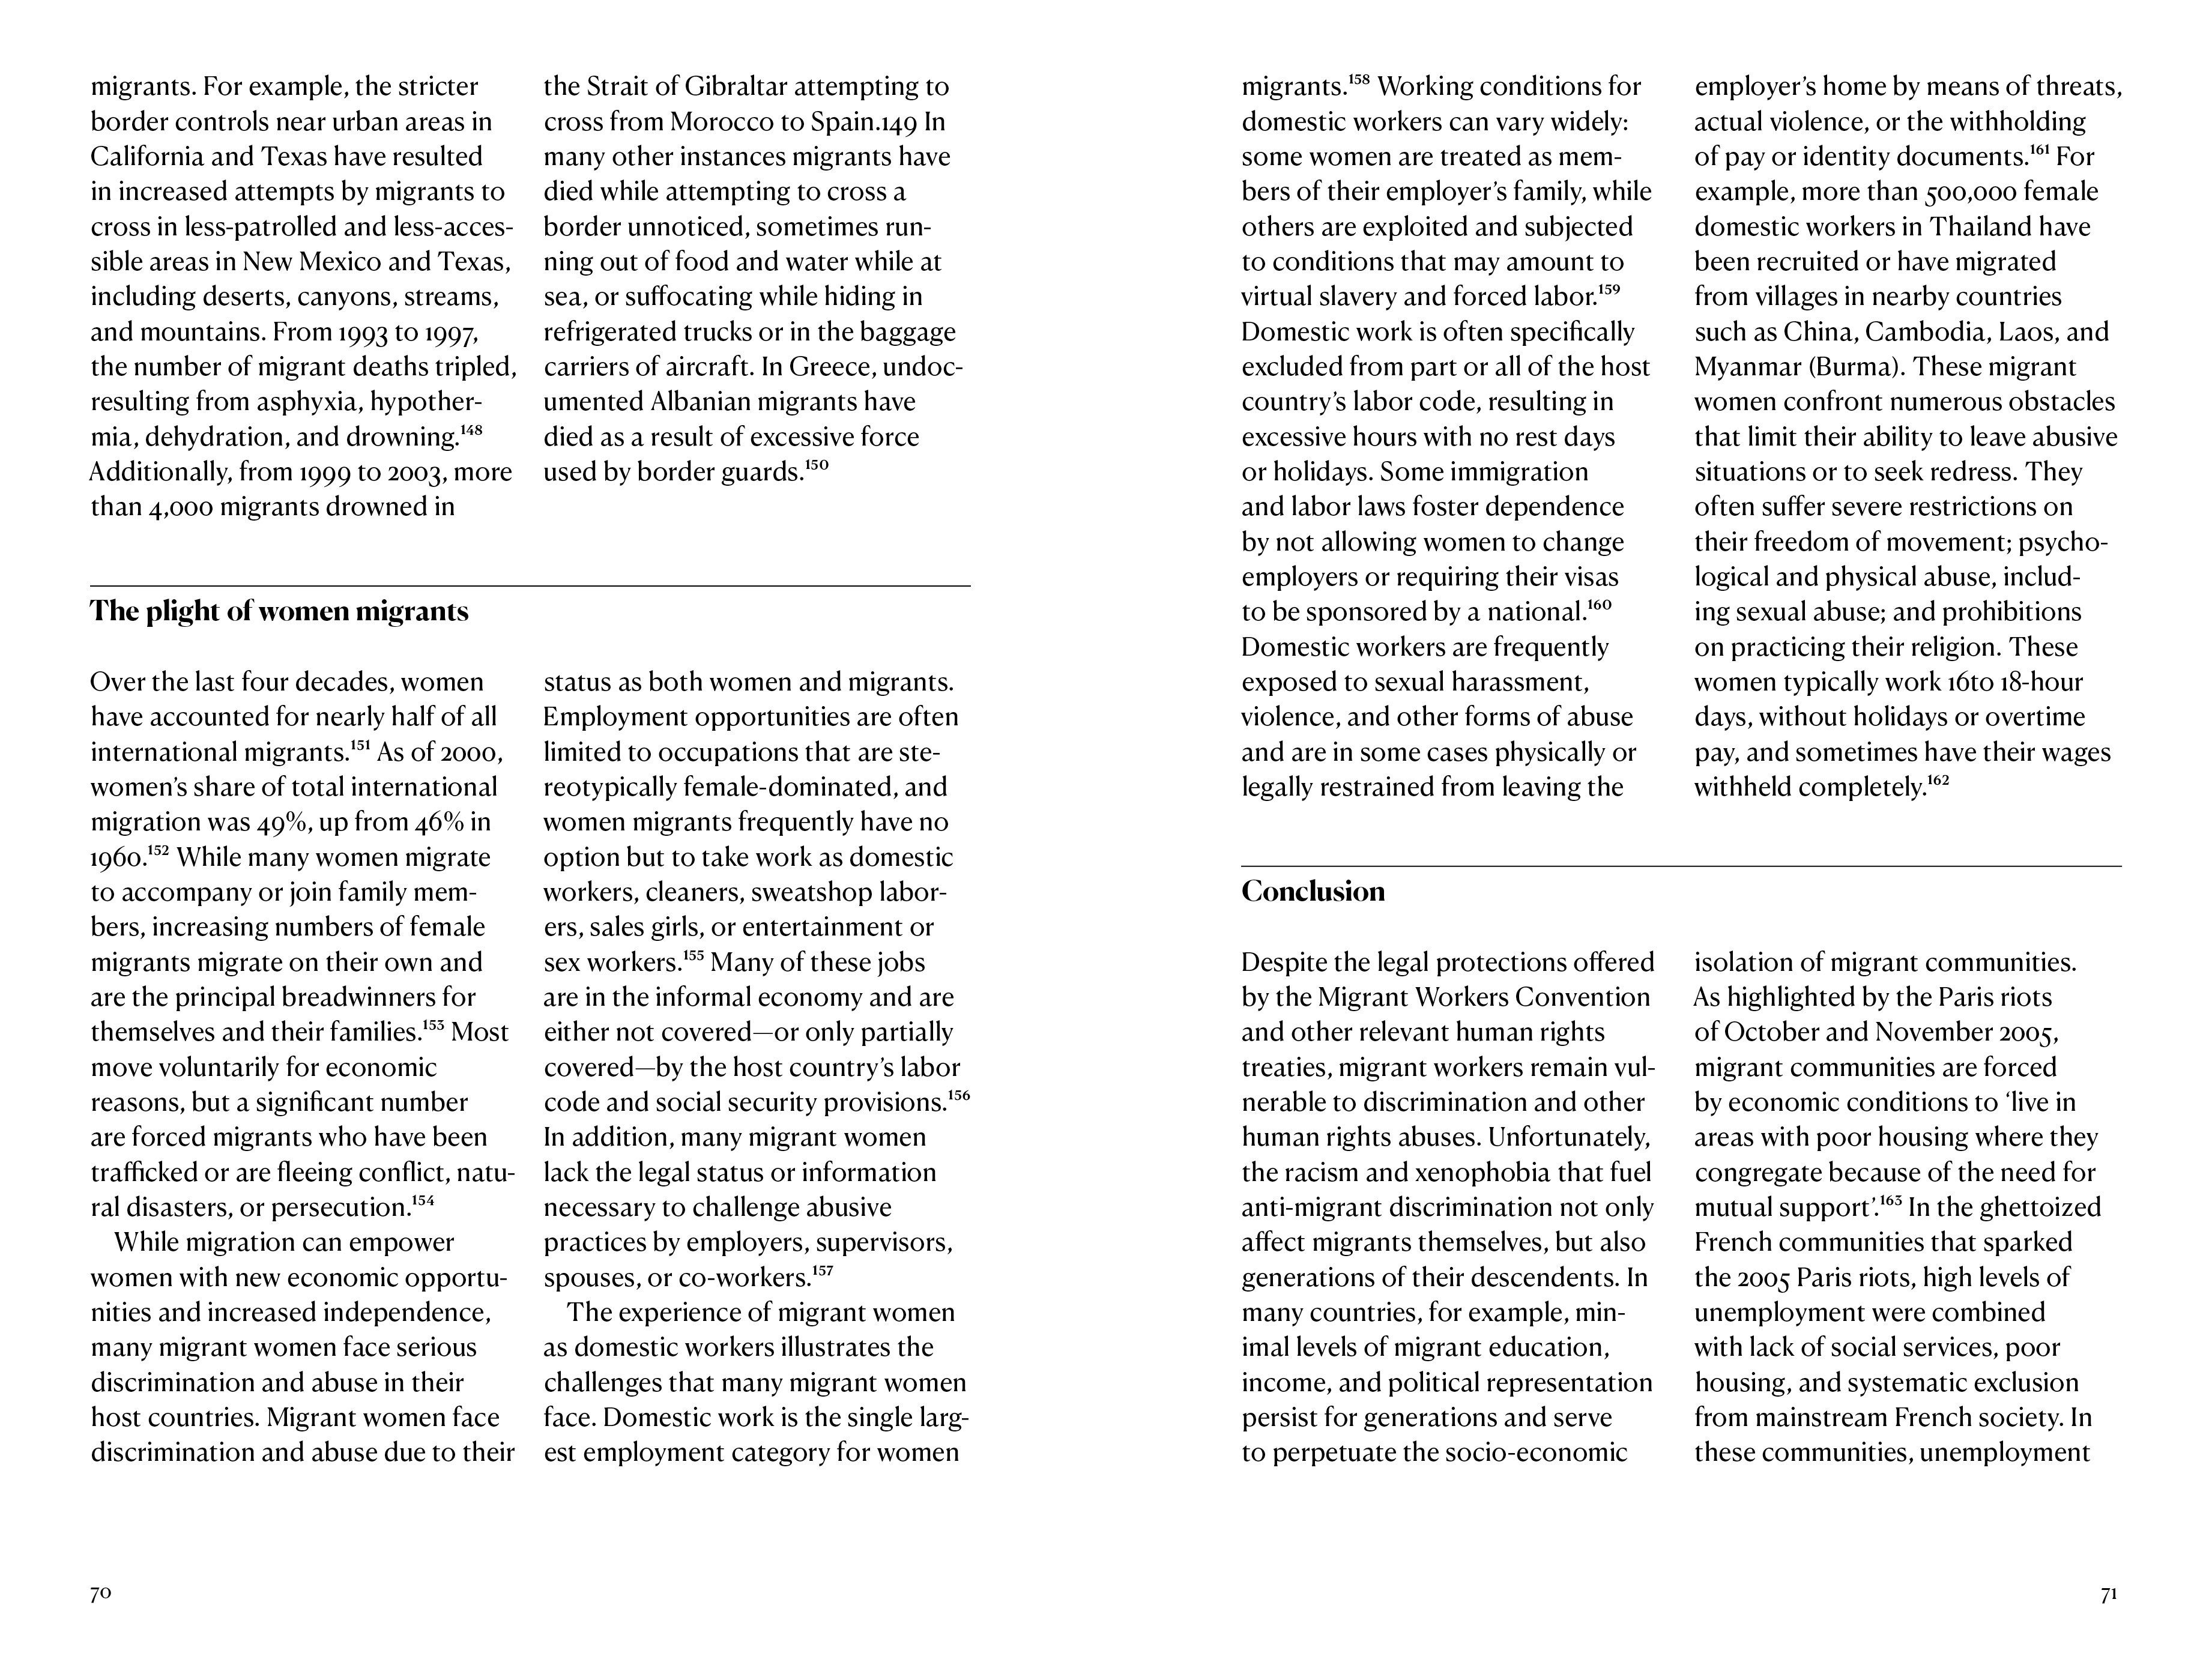 migrants. For example, the stricter
border controls near urban areas in
California and Texas have resulted
in increased attempts by migrants to
cross in less-patrolled and less-acces-
sible areas in New Mexico and Texas,
including deserts, canyons, streams,
and mountains. From 1993 to 1997,
the number of migrant deaths tripled,
resulting from asphyxia, hypother-
mia, dehydration, and drowning.¹⁴⁸
Additionally, from 1999 to 2003, more
than 4,000 migrants drowned in
the Strait of Gibraltar attempting to
cross from Morocco to Spain.149 In
many other instances migrants have
died while attempting to cross a
border unnoticed, sometimes run-
ning out of food and water while at
sea, or suffocating while hiding in
refrigerated trucks or in the baggage
carriers of aircraft. In Greece, undoc-
umented Albanian migrants have
died as a result of excessive force
used by border guards.¹⁵⁰
The plight of women migrants
Over the last four decades, women
have accounted for nearly half of all
international migrants.¹⁵¹ As of 2000,
women’s share of total international
migration was 49%, up from 46% in
1960.¹⁵² While many women migrate
to accompany or join family mem-
bers, increasing numbers of female
migrants migrate on their own and
are the principal breadwinners for
themselves and their families.¹⁵³ Most
move voluntarily for economic
reasons, but a significant number
are forced migrants who have been
trafficked or are fleeing conflict, natu-
ral disasters, or persecution.¹⁵⁴
While migration can empower
women with new economic opportu-
nities and increased independence,
many migrant women face serious
discrimination and abuse in their
host countries. Migrant women face
discrimination and abuse due to their
status as both women and migrants.
Employment opportunities are often
limited to occupations that are ste-
reotypically female-dominated, and
women migrants frequently have no
option but to take work as domestic
workers, cleaners, sweatshop labor-
ers, sales girls, or entertainment or
sex workers.¹⁵⁵ Many of these jobs
are in the informal economy and are
either not covered—or only partially
covered—by the host country’s labor
code and social security provisions.¹⁵⁶
In addition, many migrant women
lack the legal status or information
necessary to challenge abusive
practices by employers, supervisors,
spouses, or co-workers.¹⁵⁷
The experience of migrant women
as domestic workers illustrates the
challenges that many migrant women
face. Domestic work is the single larg-
est employment category for women
70
migrants.¹⁵⁸ Working conditions for
domestic workers can vary widely:
some women are treated as mem-
bers of their employer’s family, while
others are exploited and subjected
to conditions that may amount to
virtual slavery and forced labor.¹⁵⁹
Domestic work is often specifically
excluded from part or all of the host
country’s labor code, resulting in
excessive hours with no rest days
or holidays. Some immigration
and labor laws foster dependence
by not allowing women to change
employers or requiring their visas
to be sponsored by a national.¹⁶⁰
Domestic workers are frequently
exposed to sexual harassment,
violence, and other forms of abuse
and are in some cases physically or
legally restrained from leaving the
employer’s home by means of threats,
actual violence, or the withholding
of pay or identity documents.¹⁶¹ For
example, more than 500,000 female
domestic workers in Thailand have
been recruited or have migrated
from villages in nearby countries
such as China, Cambodia, Laos, and
Myanmar (Burma). These migrant
women confront numerous obstacles
that limit their ability to leave abusive
situations or to seek redress. They
often suffer severe restrictions on
their freedom of movement; psycho-
logical and physical abuse, includ-
ing sexual abuse; and prohibitions
on practicing their religion. These
women typically work 16to 18-hour
days, without holidays or overtime
pay, and sometimes have their wages
withheld completely.¹⁶²
Conclusion
Despite the legal protections offered
by the Migrant Workers Convention
and other relevant human rights
treaties, migrant workers remain vul-
nerable to discrimination and other
human rights abuses. Unfortunately,
the racism and xenophobia that fuel
anti-migrant discrimination not only
affect migrants themselves, but also
generations of their descendents. In
many countries, for example, min-
imal levels of migrant education,
income, and political representation
persist for generations and serve
to perpetuate the socio-economic
isolation of migrant communities.
As highlighted by the Paris riots
of October and November 2005,
migrant communities are forced
by economic conditions to ‘live in
areas with poor housing where they
congregate because of the need for
mutual support’.¹⁶³ In the ghettoized
French communities that sparked
the 2005 Paris riots, high levels of
unemployment were combined
with lack of social services, poor
housing, and systematic exclusion
from mainstream French society. In
these communities, unemployment
71